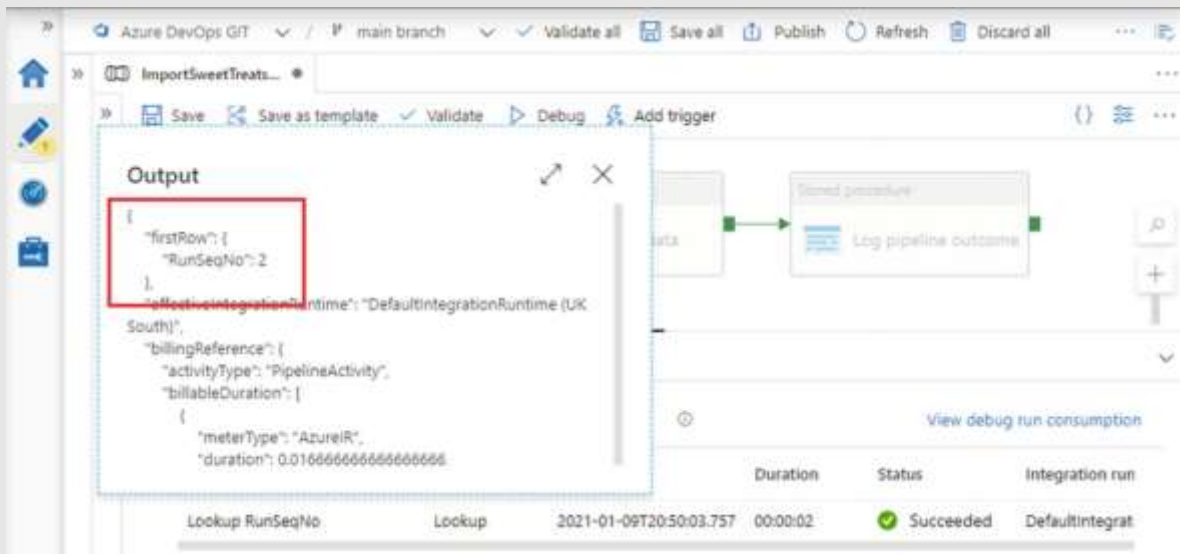 Azure DevOps GIT
/
main branch
Validate all
Save all
Publish
Refresh
Discard all
ImportSweetTreats...
Save
Save as template
Validate
Debug
Add trigger
Output
{
"firstRow": {
"RunSeqNo": 2
},
"effectiveIntegrationRuntime": "DefaultIntegrationRuntime (UK
South)",
"billingReference": {
"activityType": "PipelineActivity",
"billableDuration": [
{
"meterType": "AzureIR",
"duration": 0.016666666666666666
Stored procedure
Log pipeline outcome
View debug run consumption
Duration Status Integration run
Lookup RunSeqNo Lookup 2021-01-09T20:50:03.757 00:00:02 Succeeded DefaultIntegrat